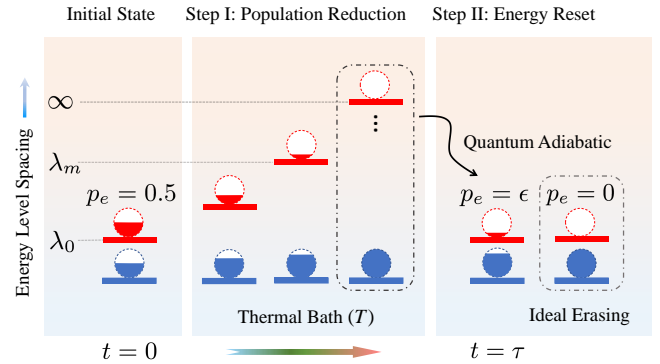 Initial State
Step I: Population Reduction
Step II: Energy Reset
Energy Level Spacing
∞
λ_m
λ_0
p_e = 0.5
⋮
Quantum Adiabatic
p_e = ϵ
p_e = 0
Thermal Bath (T)
Ideal Erasing
t = 0
t = τ